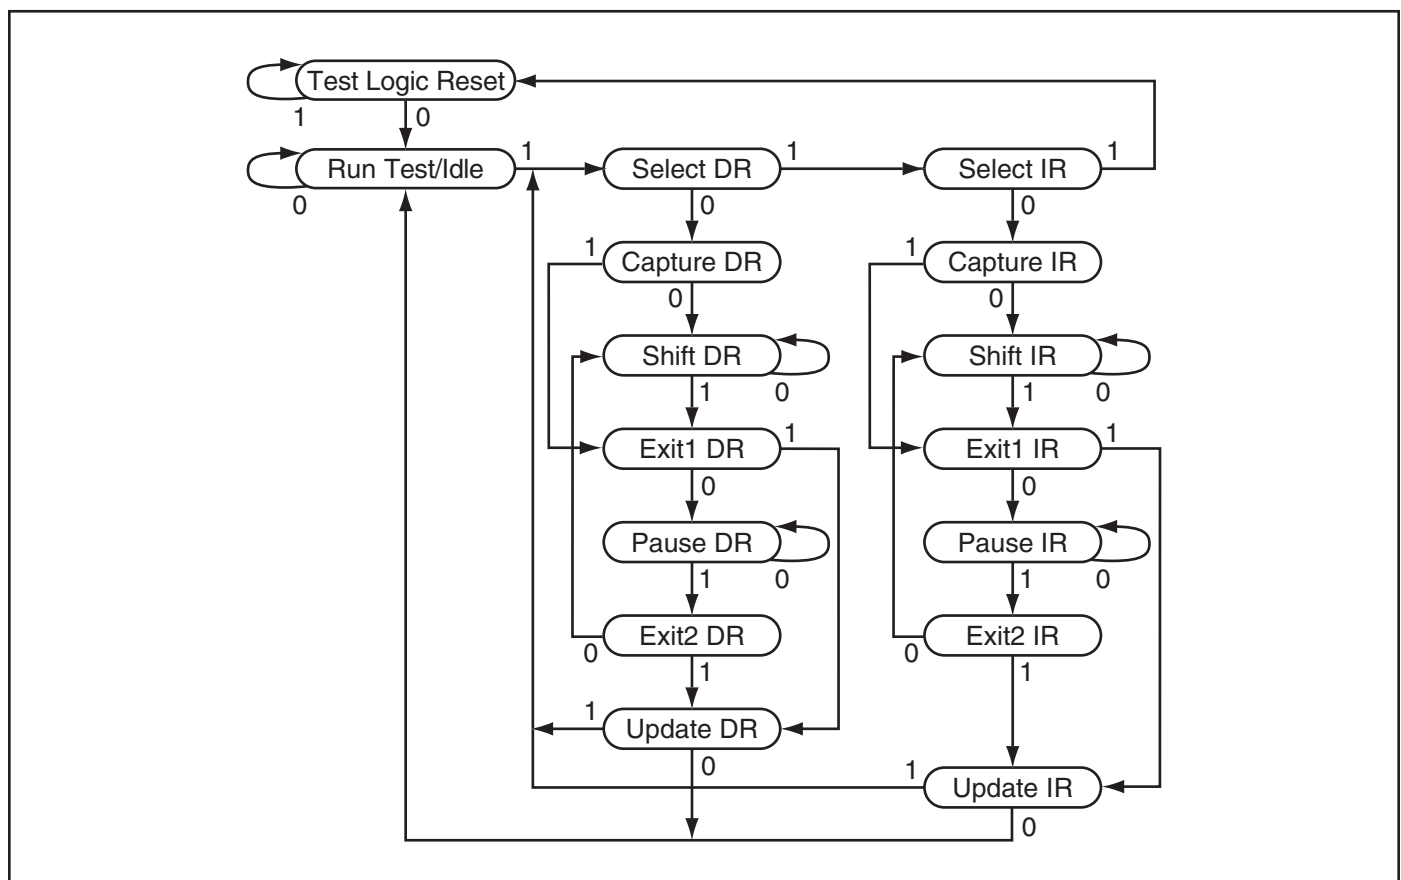 Test Logic Reset
1 0
Run Test/Idle 1 Select DR 1 Select IR 1
0 0 0
1 Capture DR 1 Capture IR
0 0
Shift DR Shift IR
1 0 1 0
Exit1 DR 1 Exit1 IR 1
0 0
Pause DR Pause IR
1 0 1 0
Exit2 DR Exit2 IR
0 1 0 1
1 Update DR
0
1 Update IR
0